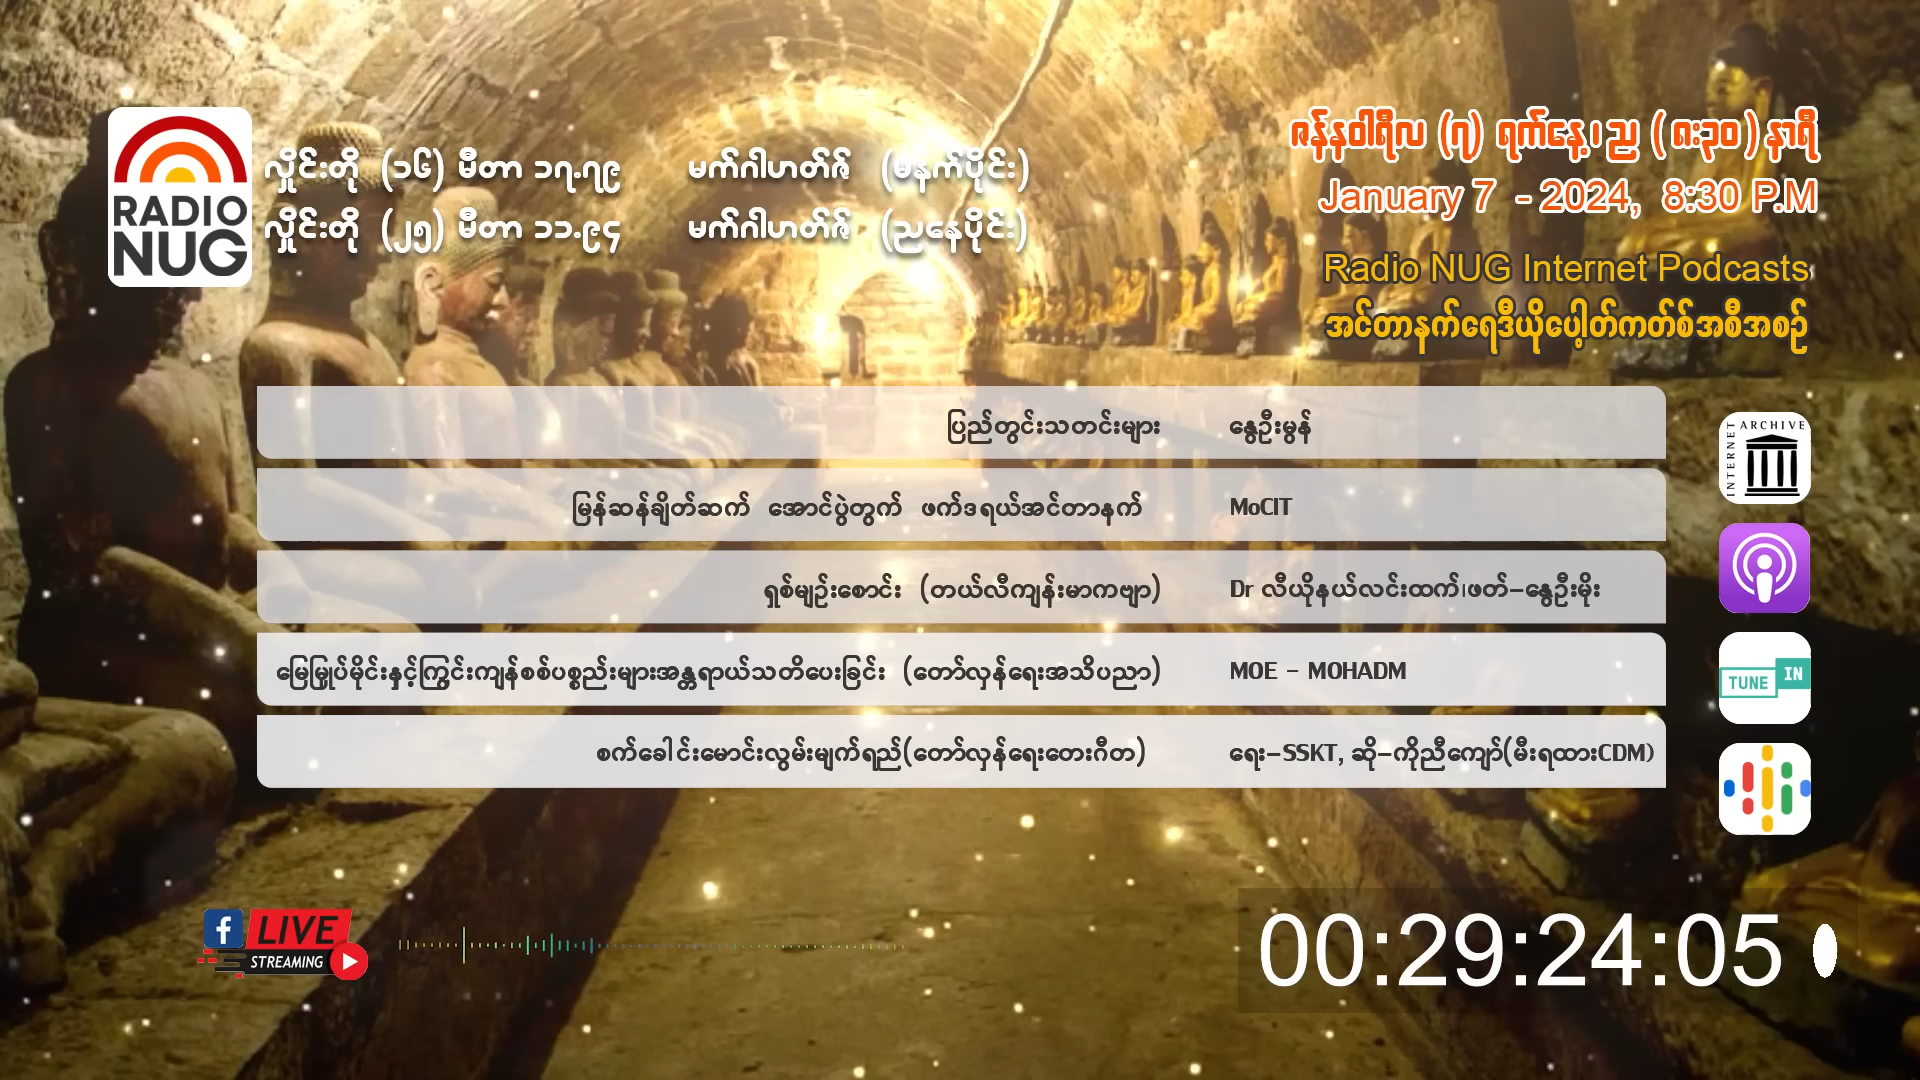 RADIO
NUG
လှိုင်းတို (၁၆) မီတာ ၁၇.၇၉ မက်ဂါဟတ်ဇ် (မနက်ပိုင်း)
လှိုင်းတို (၂၅) မီတာ ၁၁.၉၄ မက်ဂါဟတ်ဇ် (ညနေပိုင်း)
ဇန်နဝါရီလ (၇) ရက်နေ့၊ ည (၈း၃၀) နာရီ
January 7 - 2024, 8:30 P.M
Radio NUG Internet Podcasts
အင်တာနက်ရေဒီယိုပေါ့တ်ကတ်စ်အစီအစဉ်
ပြည်တွင်းသတင်းများ နွေဦးမွန်
မြန်ဆန်ချိတ်ဆက် အောင်ပွဲတွက် ဖက်ဒရယ်အင်တာနက် MoCIT
ရှစ်မျဉ်းစောင်း (တယ်လီကျန်းမာကဗျာ) Dr လီယိုနယ်လင်းထက်၊ဖတ်–နွေဦးမိုး
မြေမြှုပ်မိုင်းနှင့်ကြွင်းကျန်စစ်ပစ္စည်းများအန္တရာယ်သတိပေးခြင်း (တော်လှန်ရေးအသိပညာ) MOE - MOHADM
စက်ခေါင်းမောင်းလွမ်းမျက်ရည်(တော်လှန်ရေးတေးဂီတ) ရေး–SSKT, ဆို–ကိုညီကျော်(မီးရထားCDM)
INTERNET ARCHIVE
TUNE IN
LIVE
STREAMING
00:29:24:05